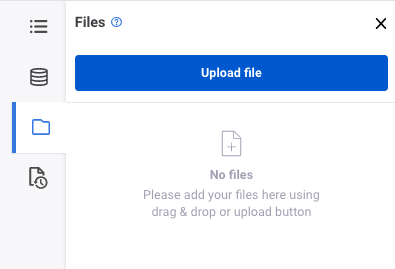 Files
Upload file
No files
Please add your files here using
drag & drop or upload button